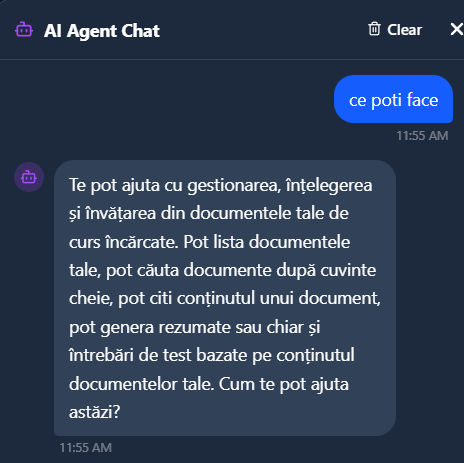 AI Agent Chat
Clear
ce poti face
11:55 AM
Te pot ajuta cu gestionarea, înțelegerea
și învățarea din documentele tale de
curs încărcate. Pot lista documentele
tale, pot căuta documente după cuvinte
cheie, pot citi conținutul unui document,
pot genera rezumate sau chiar și
întrebări de test bazate pe conținutul
documentelor tale. Cum te pot ajuta
astăzi?
11:55 AM